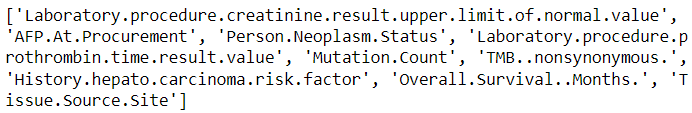 ['Laboratory.procedure.creatinine.result.upper.limit.of.normal.value',
'AFP.At.Procurement', 'Person.Neoplasm.Status', 'Laboratory.procedure.p
rothrombin.time.result.value', 'Mutation.Count', 'TMB..nonsynonymous.',
'History.hepato.carcinoma.risk.factor', 'Overall.Survival..Months.', 'T
issue.Source.Site']